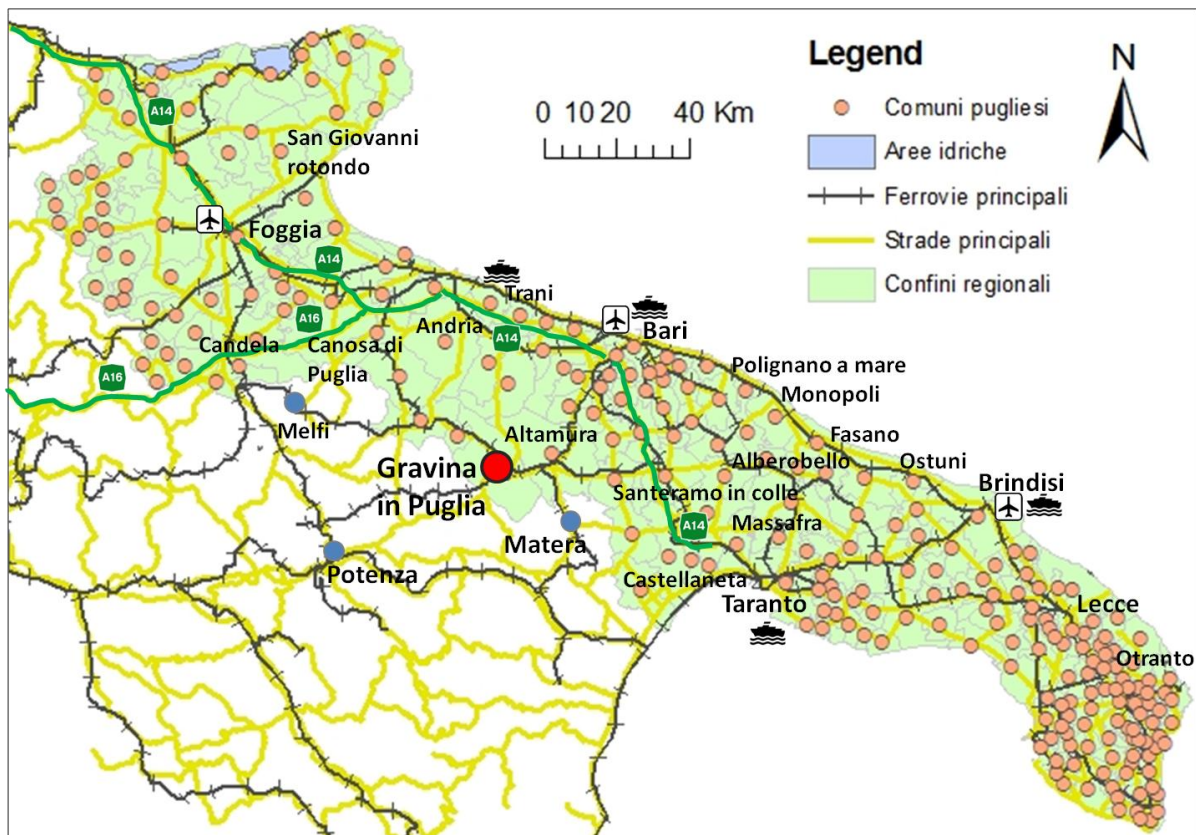 Legend
N
0 10 20 40 Km
Comuni pugliesi
Aree idriche
Ferrovie principali
Strade principali
Confini regionali
A14
San Giovanni
rotondo
Foggia
A14
A16
Trani
Andria
A14
Bari
Candela
Canosa di
Puglia
A16
Polignano a mare
Monopoli
Melfi
Altamura
Fasano
Gravina
in Puglia
Alberobello
Ostuni
Brindisi
Santeramo in colle
A14
Massafra
Matera
Potenza
Castellaneta
Taranto
Lecce
Otranto